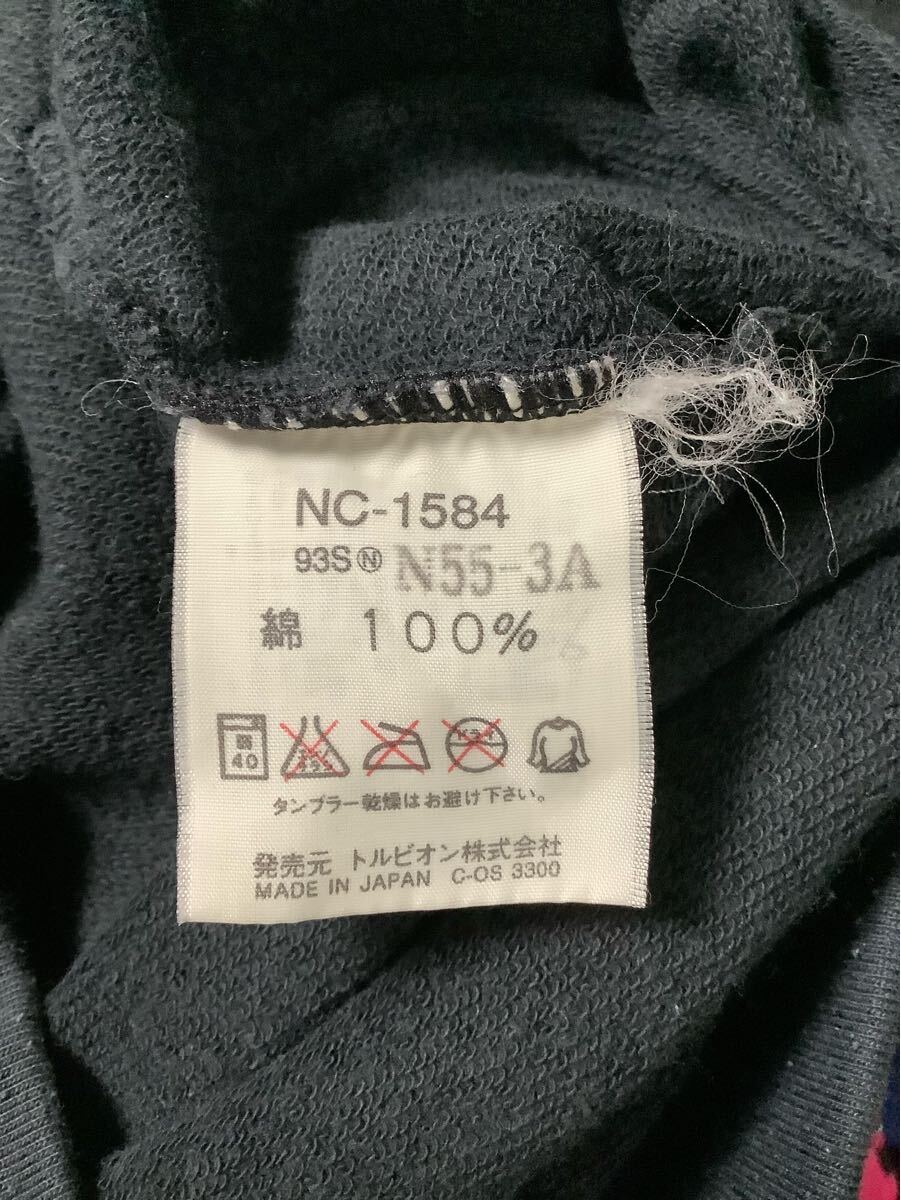 NC-1584
93SⓃ N55-3A
綿 100%
40
タンブラー乾燥はお避け下さい。
発売元 トルビオン株式会社
MADE IN JAPAN C-OS 3300